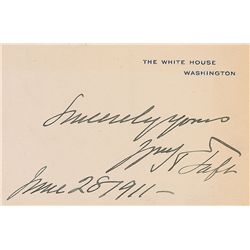 THE WHITE HOUSE
WASHINGTON
Sincerely yours
Wm H Taft
June 28 1911-